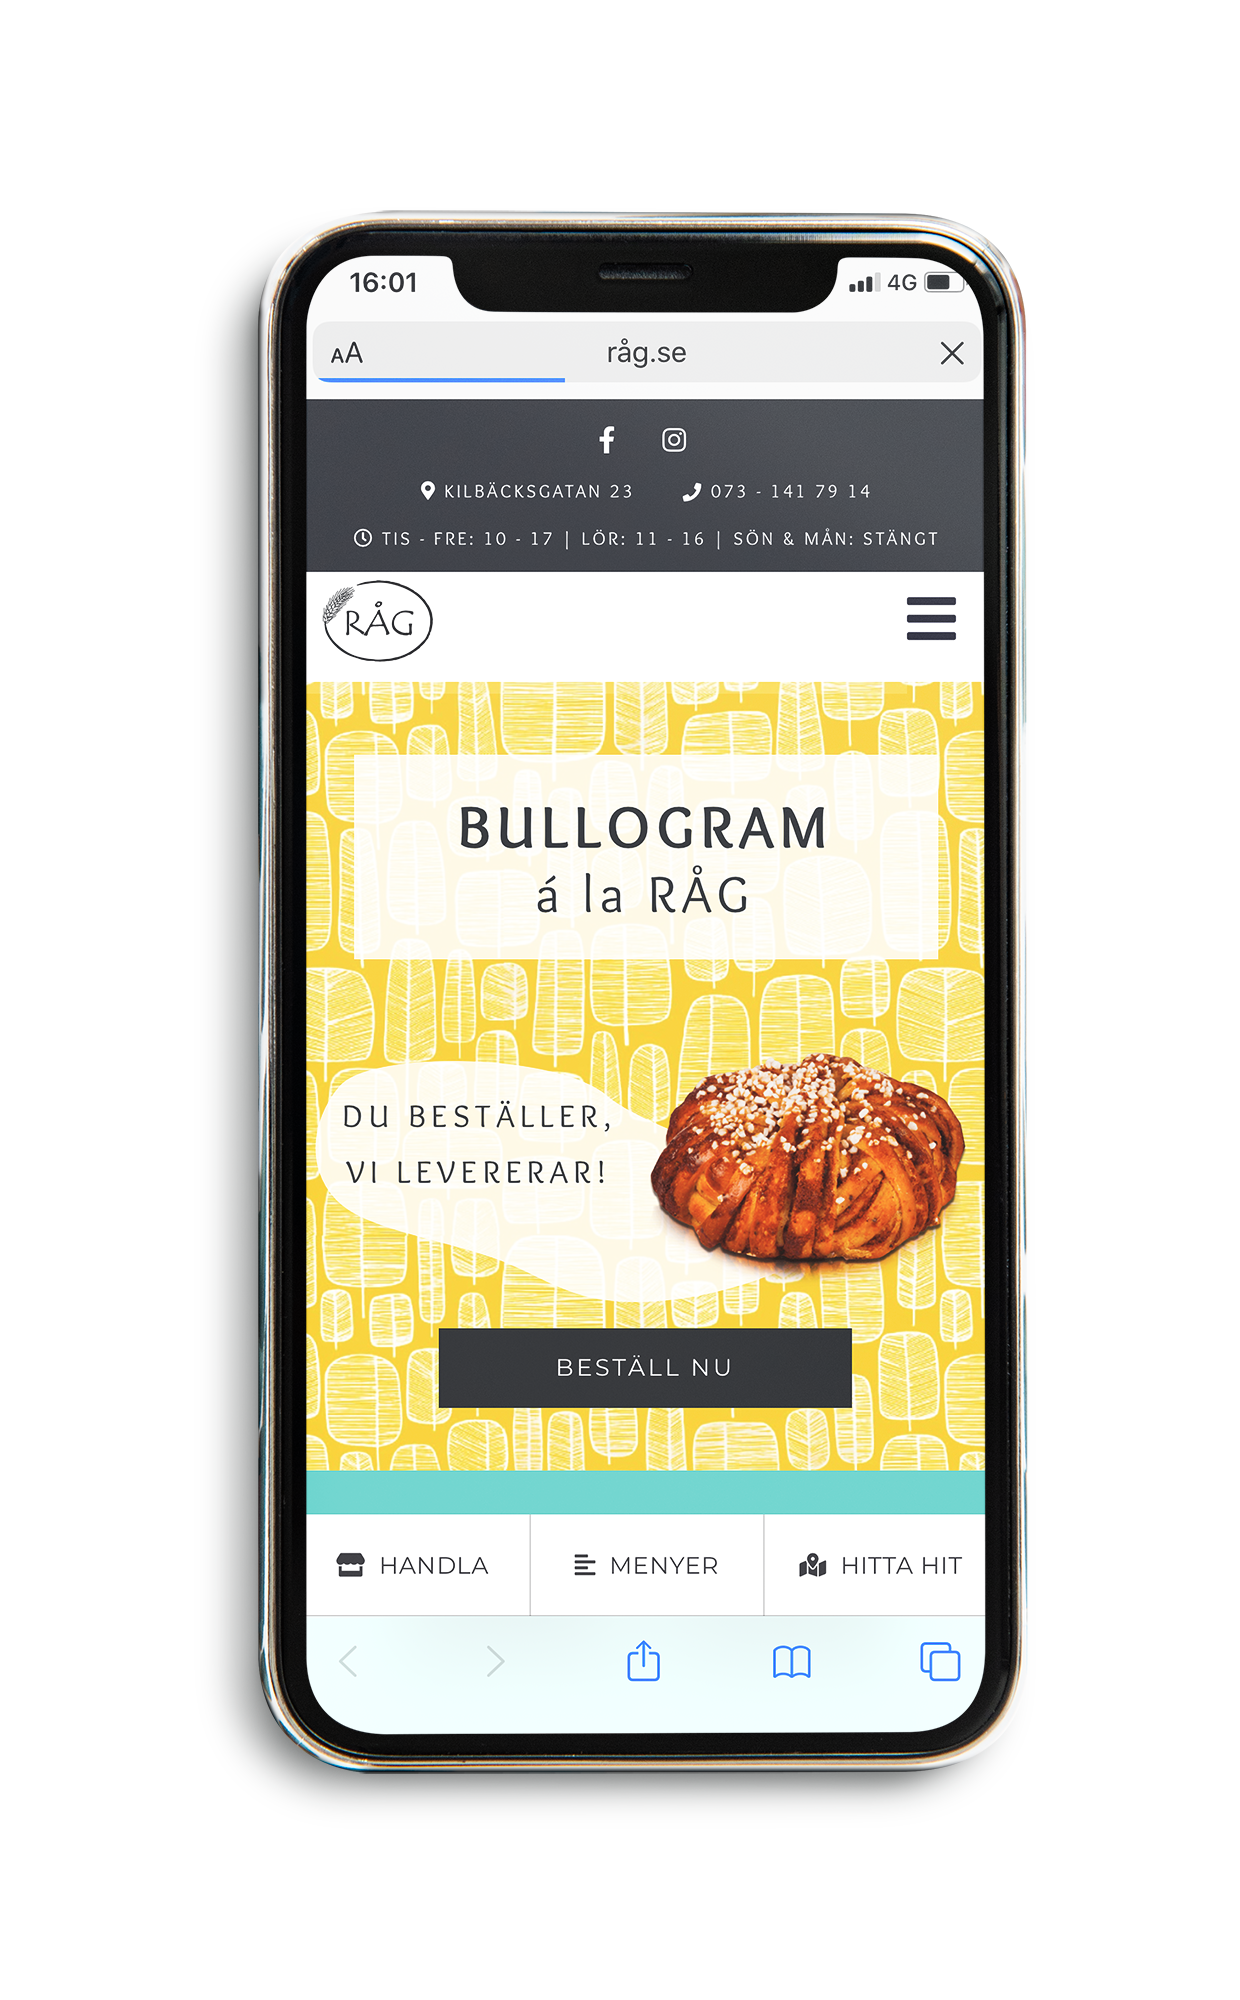 16:01
4G
AA
råg.se
KILBÄCKSGATAN 23
073 - 141 79 14
TIS - FRE: 10 - 17 | LÖR: 11 - 16 | SÖN & MÅN: STÄNGT
RÅG
BULLOGRAM
á la RÅG
DU BESTÄLLER,
VI LEVERERAR!
BESTÄLL NU
HANDLA
MENYER
HITTA HIT